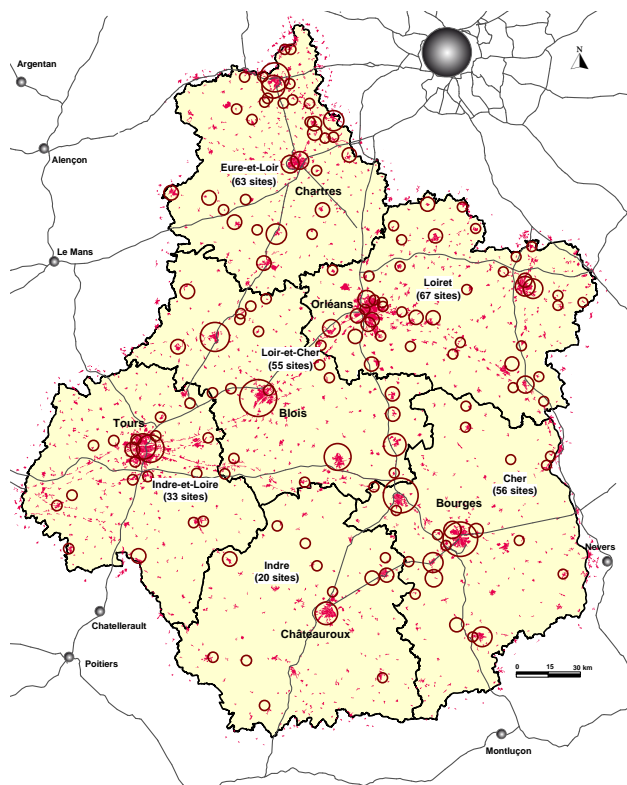 Argentan
N
Alençon
Eure-et-Loir
(63 sites)
Chartres
Le Mans
Loiret
(67 sites)
Orléans
Loir-et-Cher
(55 sites)
Blois
Tours
Indre-et-Loire
(33 sites)
Cher
(56 sites)
Bourges
Nevers
Indre
(20 sites)
Châteauroux
Chatellerault
Poitiers
0 15 30 km
Montluçon